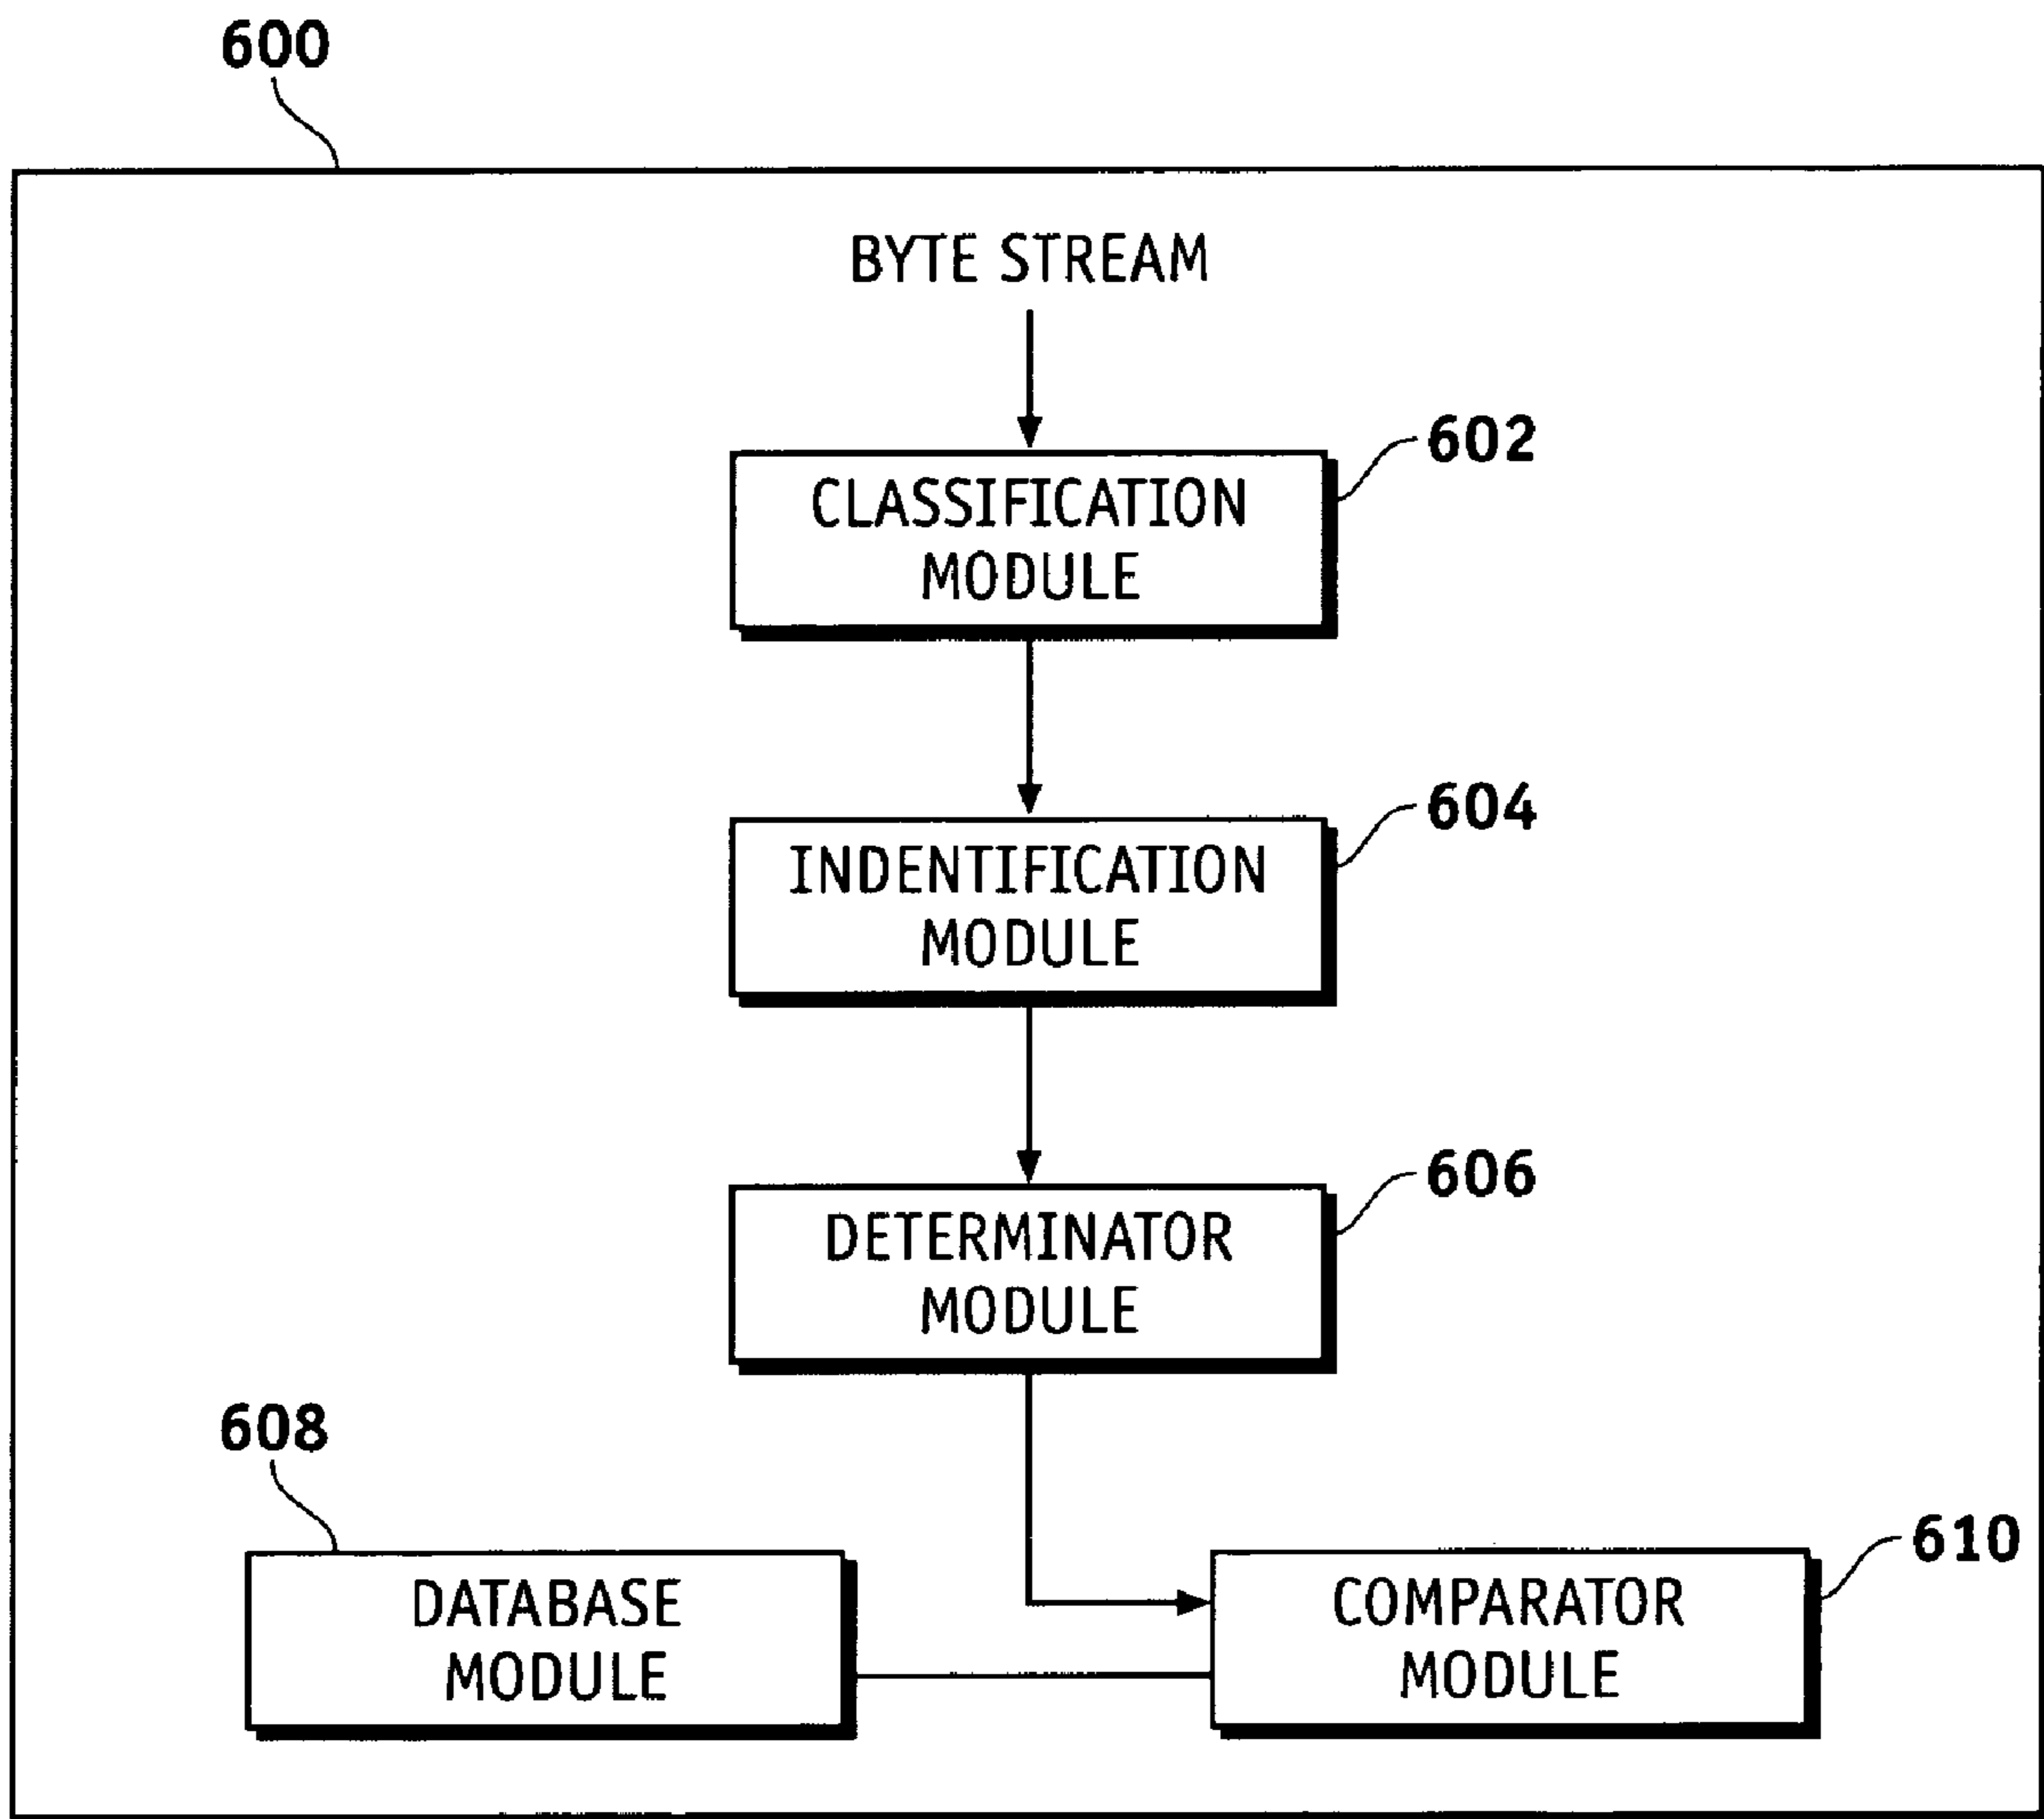 600
BYTE STREAM
602
CLASSIFICATION
MODULE
604
INDENTIFICATION
MODULE
606
DETERMINATOR
MODULE
608
DATABASE
MODULE
610
COMPARATOR
MODULE